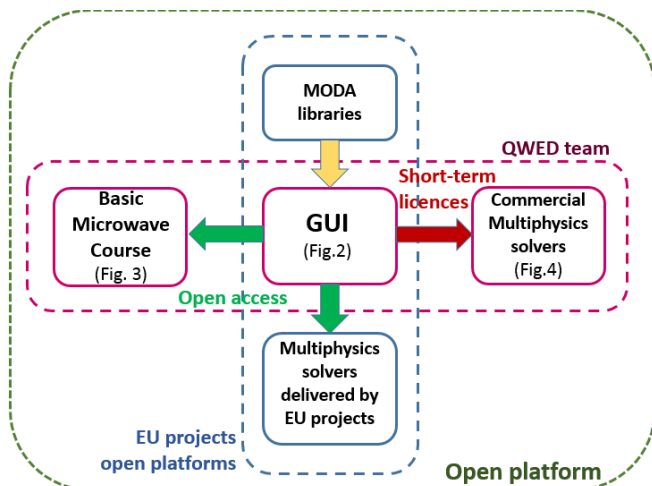 MODA
libraries
QWED team
Short-term
licences
Basic
Microwave
Course
(Fig. 3)
GUI
(Fig.2)
Commercial
Multiphysics
solvers
(Fig.4)
Open access
Multiphysics
solvers
delivered by
EU projects
EU projects
open platforms
Open platform